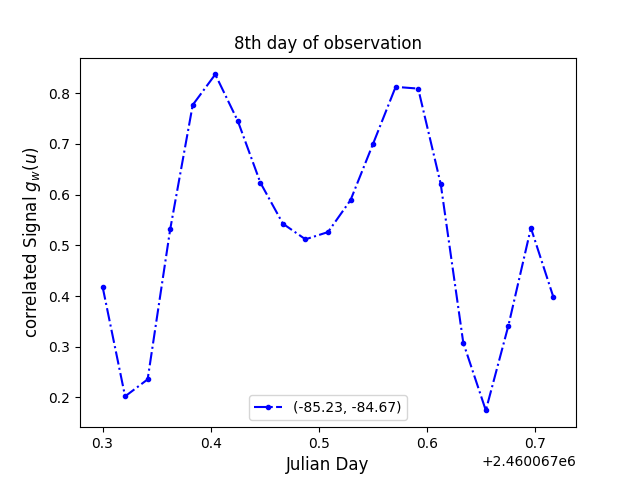 8th day of observation
correlated Signal g_w(u)
0.8
0.7
0.6
0.5
0.4
0.3
0.2
(-85.23, -84.67)
0.3 0.4 0.5 0.6 0.7
Julian Day
+2.460067e6